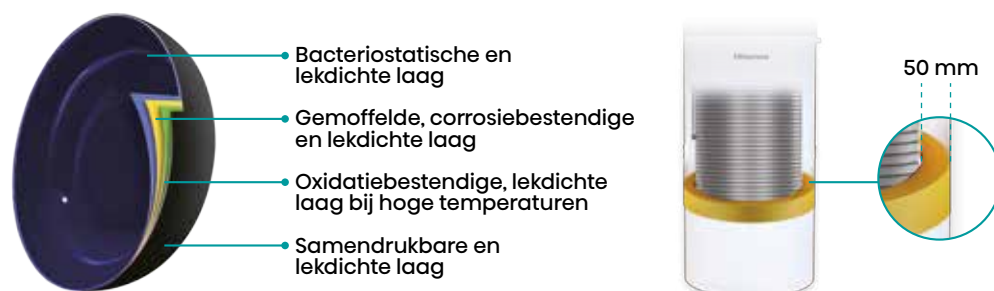 Bacteriostatische en
lekdichte laag
Gemoffelde, corrosiebestendige
en lekdichte laag
Oxidatiebestendige, lekdichte
laag bij hoge temperaturen
Samendrukbare en
lekdichte laag
Hisense
50 mm